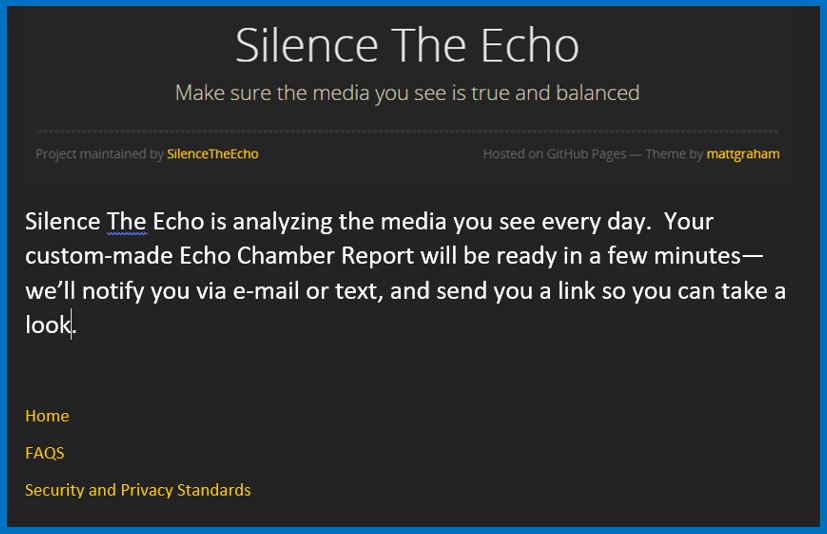 Silence The Echo
Make sure the media you see is true and balanced
Project maintained by SilenceTheEcho
Hosted on GitHub Pages — Theme by mattgraham
Silence The Echo is analyzing the media you see every day.  Your
custom-made Echo Chamber Report will be ready in a few minutes—
we’ll notify you via e-mail or text, and send you a link so you can take a
look.
Home
FAQS
Security and Privacy Standards